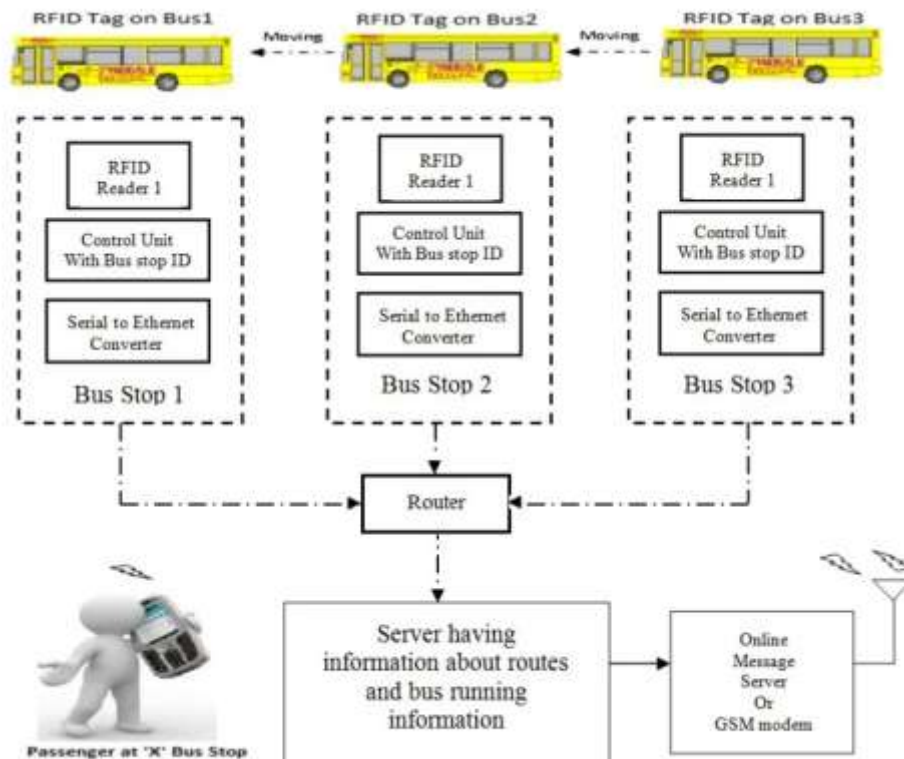 RFID Tag on Bus1
RFID Tag on Bus2
RFID Tag on Bus3
Moving
Moving
RFID
Reader 1
Control Unit
With Bus stop ID
Serial to Ethernet
Converter
Bus Stop 1
RFID
Reader 1
Control Unit
With Bus stop ID
Serial to Ethernet
Converter
Bus Stop 2
RFID
Reader 1
Control Unit
With Bus stop ID
Serial to Ethernet
Converter
Bus Stop 3
Router
Server having
information about routes
and bus running
information
Online
Message
Server
Or
GSM modem
Passenger at 'X' Bus Stop